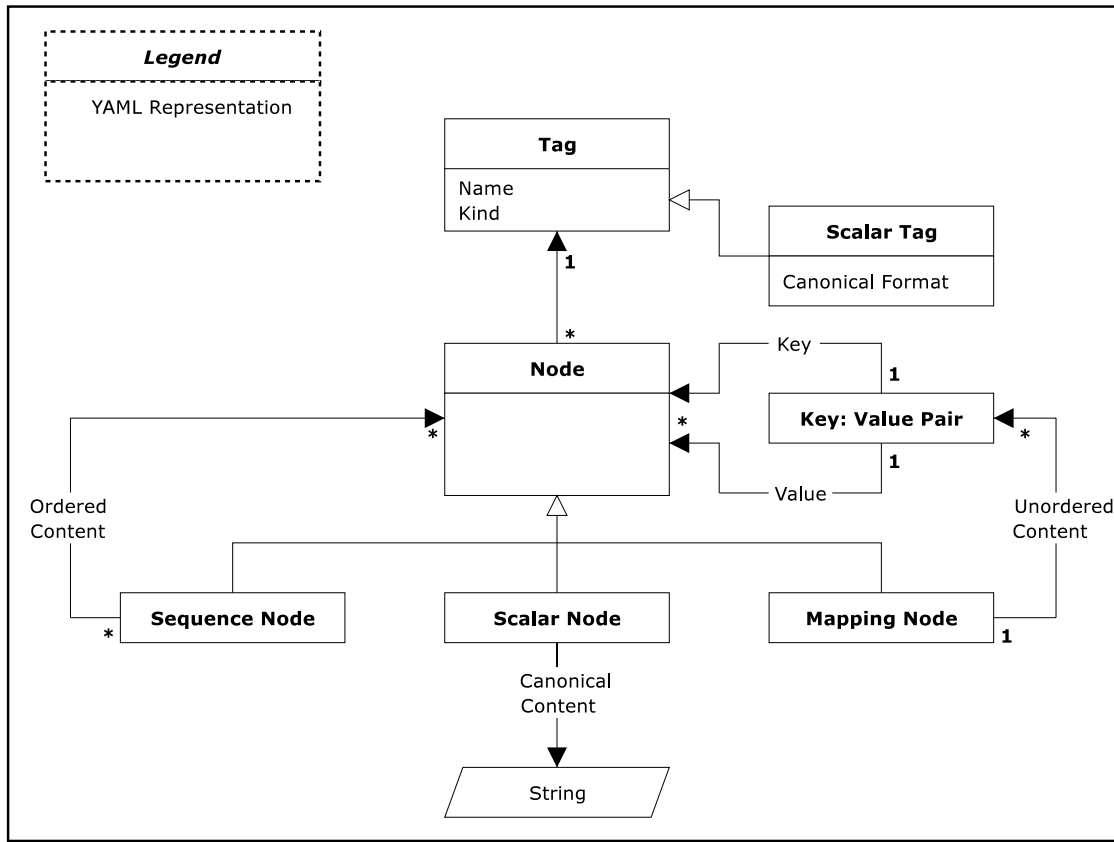 Legend
YAML Representation
Tag
Name
Kind
1
Scalar Tag
Canonical Format
*
Node
Key
1
*
*
Key: Value Pair
*
1
Value
Ordered
Content
Unordered
Content
Sequence Node
*
Scalar Node
Mapping Node
1
Canonical
Content
String